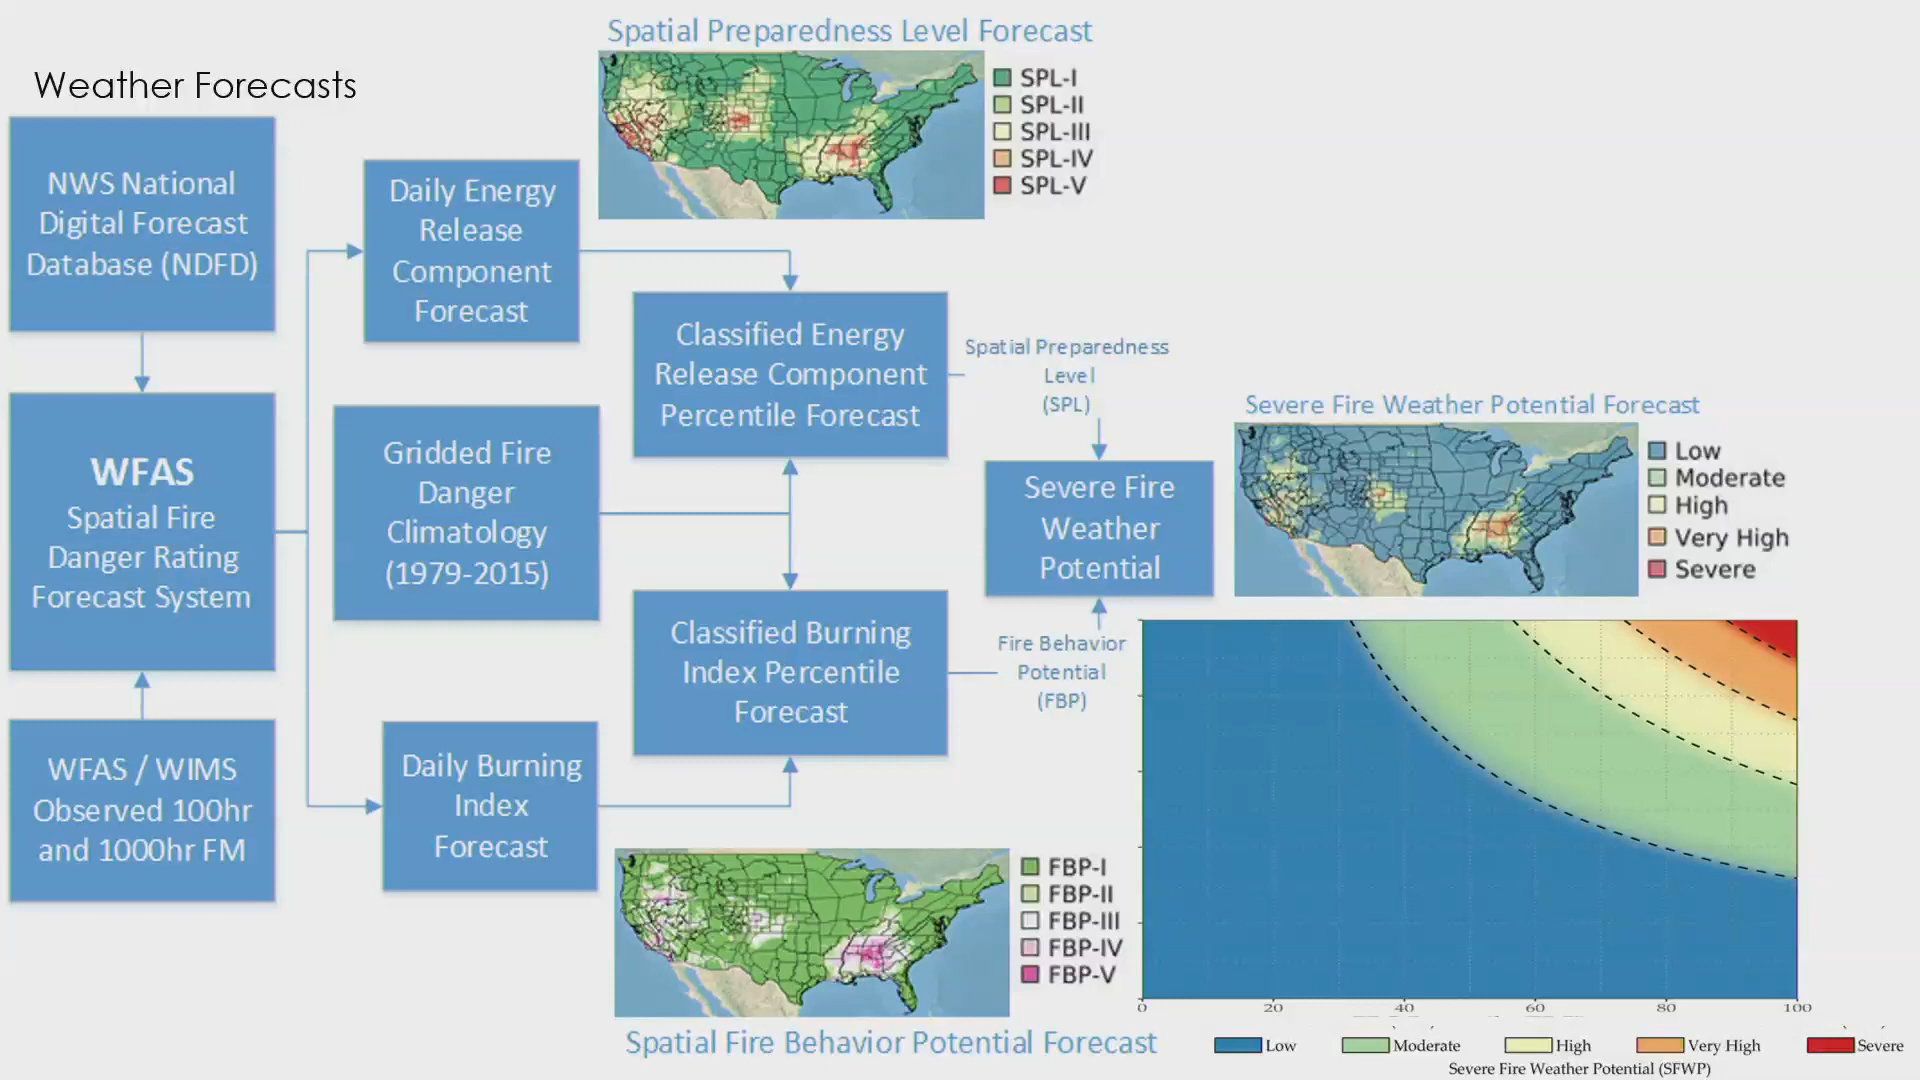 Spatial Preparedness Level Forecast
Weather Forecasts
SPL-I
SPL-II
SPL-III
SPL-IV
SPL-V
NWS National
Digital Forecast
Database (NDFD)
Daily Energy
Release
Component
Forecast
Classified Energy
Release Component
Percentile Forecast
Spatial Preparedness
Level
(SPL)
WFAS
Spatial Fire
Danger Rating
Forecast System
Gridded Fire
Danger
Climatology
(1979-2015)
Severe Fire
Weather
Potential
Severe Fire Weather Potential Forecast
Low
Moderate
High
Very High
Severe
Classified Burning
Index Percentile
Forecast
Fire Behavior
Potential
(FBP)
WFAS / WIMS
Observed 100hr
and 1000hr FM
Daily Burning
Index
Forecast
FBP-I
FBP-II
FBP-III
FBP-IV
FBP-V
Spatial Fire Behavior Potential Forecast
0 20 40 60 80 100
Low Moderate High Very High Severe
Severe Fire Weather Potential (SFWP)